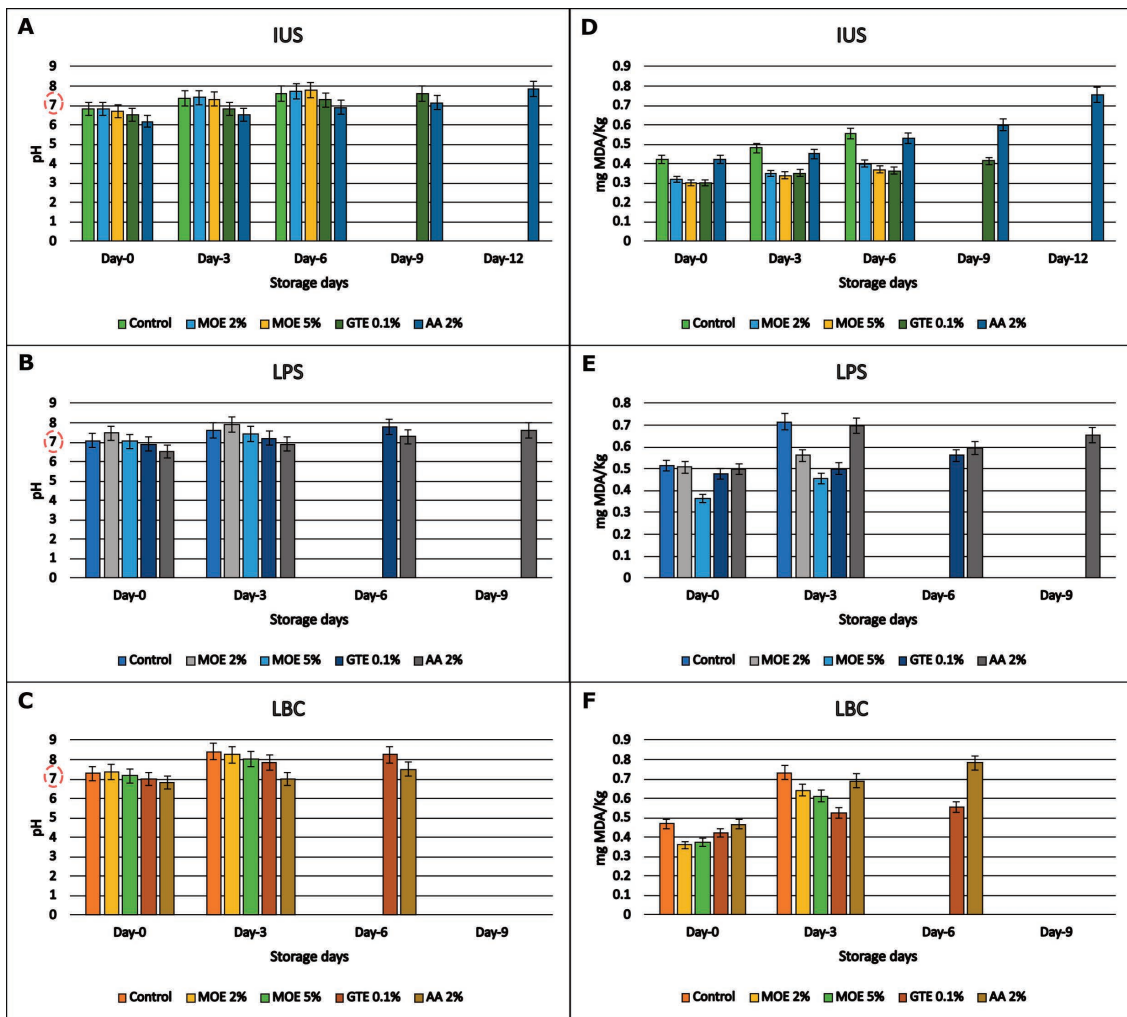 A
IUS
9
8
7
6
5
4
3
2
1
0
pH
Day-0 Day-3 Day-6 Day-9 Day-12
Storage days
Control MOE 2% MOE 5% GTE 0.1% AA 2%
D
IUS
0.9
0.8
0.7
0.6
0.5
0.4
0.3
0.2
0.1
0
mg MDA/Kg
Day-0 Day-3 Day-6 Day-9 Day-12
Storage days
Control MOE 2% MOE 5% GTE 0.1% AA 2%
B
LPS
9
8
7
6
5
4
3
2
1
0
pH
Day-0 Day-3 Day-6 Day-9
Storage days
Control MOE 2% MOE 5% GTE 0.1% AA 2%
E
LPS
0.8
0.7
0.6
0.5
0.4
0.3
0.2
0.1
0
mg MDA/Kg
Day-0 Day-3 Day-6 Day-9
Storage days
Control MOE 2% MOE 5% GTE 0.1% AA 2%
C
LBC
9
8
7
6
5
4
3
2
1
0
pH
Day-0 Day-3 Day-6 Day-9
Storage days
Control MOE 2% MOE 5% GTE 0.1% AA 2%
F
LBC
0.9
0.8
0.7
0.6
0.5
0.4
0.3
0.2
0.1
0
mg MDA/Kg
Day-0 Day-3 Day-6 Day-9
Storage days
Control MOE 2% MOE 5% GTE 0.1% AA 2%